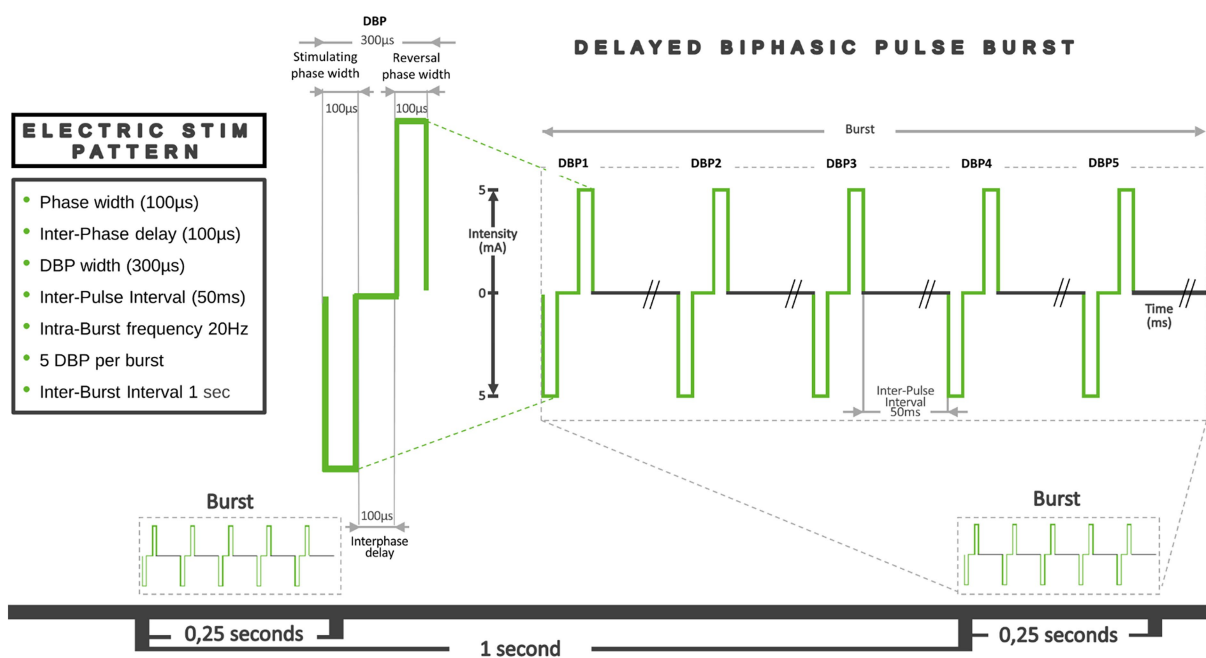 DBP
300µs
Stimulating
phase width
Reversal
phase width
100µs
100µs
DELAYED BIPHASIC PULSE BURST
ELECTRIC STIM
PATTERN
• Phase width (100µs)
• Inter-Phase delay (100µs)
• DBP width (300µs)
• Inter-Pulse Interval (50ms)
• Intra-Burst frequency 20Hz
• 5 DBP per burst
• Inter-Burst Interval 1 sec
Burst
DBP1
DBP2
DBP3
DBP4
DBP5
5
Intensity
(mA)
0
5
Time
(ms)
Inter-Pulse
Interval
50ms
100µs
Interphase
delay
Burst
Burst
0,25 seconds
1 second
0,25 seconds